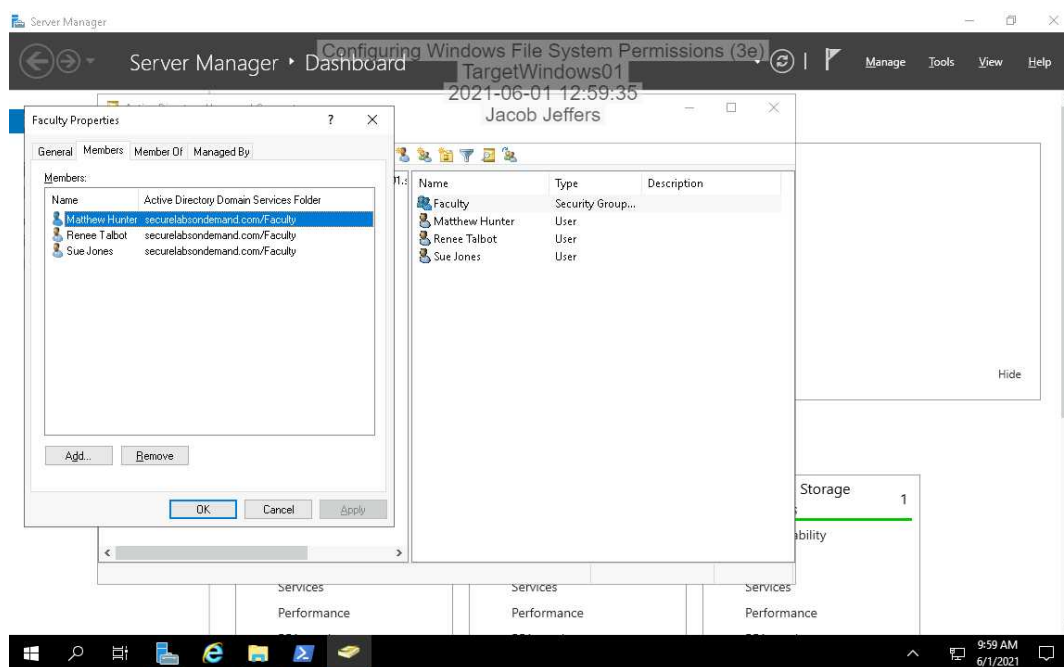 Server Manager
Server Manager • Dashboard
Configuring Windows File System Permissions (3e)
TargetWindows01
2021-06-01 12:59:35
Jacob Jeffers
Manage Tools View Help
Faculty Properties ? ×
General Members Member Of Managed By
Members:
Name Active Directory Domain Services Folder
Matthew Hunter securelabsondemand.com/Faculty
Renee Talbot securelabsondemand.com/Faculty
Sue Jones securelabsondemand.com/Faculty
Add... Remove
OK Cancel Apply
Name Type Description
Faculty Security Group...
Matthew Hunter User
Renee Talbot User
Sue Jones User
Hide
Storage 1
Services Services Services
Performance Performance Performance
9:59 AM
6/1/2021